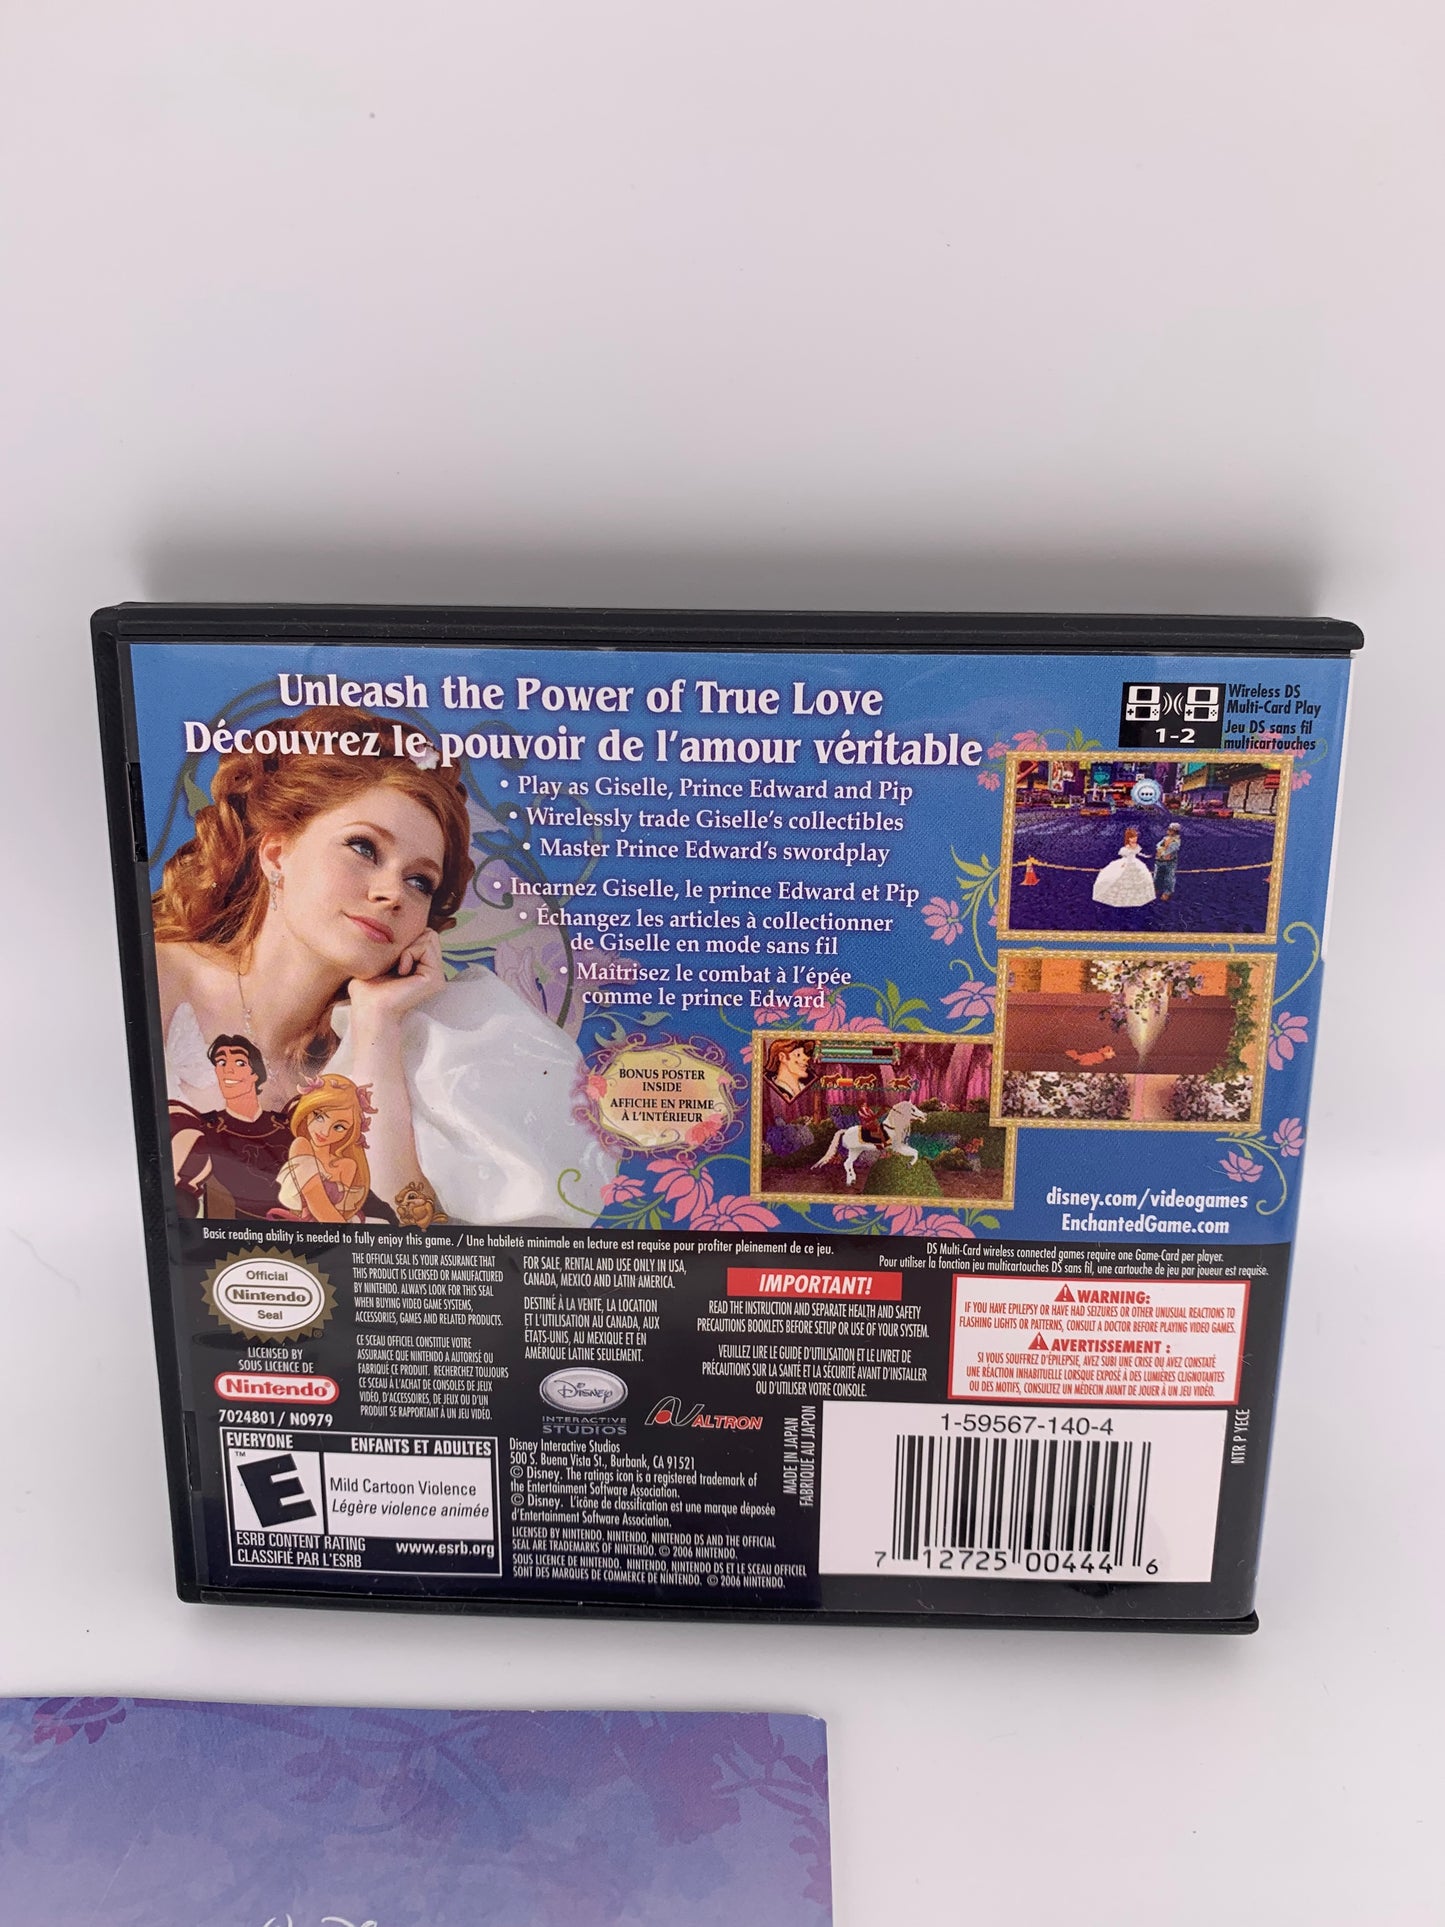 Unleash the Power of True Love
Découvrez le pouvoir de l'amour véritable
• Play as Giselle, Prince Edward and Pip
• Wirelessly trade Giselle's collectibles
• Master Prince Edward's swordplay
• Incarnez Giselle, le prince Edward et Pip
• Échangez les articles à collectionner
de Giselle en mode sans fil
• Maîtrisez le combat à l'épée
comme le prince Edward
1-2
Wireless DS
Multi-Card Play
Jeu DS sans fil
multicartouches
BONUS POSTER
INSIDE
AFFICHE EN PRIME
À L'INTÉRIEUR
disney.com/videogames
EnchantedGame.com
Basic reading ability is needed to fully enjoy this game. / Une habileté minimale en lecture est requise pour profiter pleinement de ce jeu.
DS Multi-Card wireless connected games require one Game-Card per player.
Pour utiliser la fonction jeu multicartouches DS sans fil, une cartouche de jeu par joueur est requise.
Official
Nintendo
Seal
LICENSED BY
SOUS LICENCE DE
Nintendo®
7024801/ N0979
THE OFFICIAL SEAL IS YOUR ASSURANCE THAT
THIS PRODUCT IS LICENSED OR MANUFACTURED
BY NINTENDO. ALWAYS LOOK FOR THIS SEAL
WHEN BUYING VIDEO GAME SYSTEMS,
ACCESSORIES, GAMES AND RELATED PRODUCTS.
CE SCEAU OFFICIEL CONSTITUE VOTRE
ASSURANCE QUE NINTENDO A AUTORISÉ OU
FABRIQUÉ CE PRODUIT. RECHERCHEZ TOUJOURS
CE SCEAU À L'ACHAT DE CONSOLES DE JEUX
VIDÉO, D'ACCESSOIRES, DE JEUX OU D'UN
PRODUIT SE RAPPORTANT À UN JEU VIDÉO.
FOR SALE, RENTAL AND USE ONLY IN USA,
CANADA, MEXICO AND LATIN AMERICA.
DESTINÉ À LA VENTE, LA LOCATION
ET L'UTILISATION AU CANADA, AUX
ÉTATS-UNIS, AU MEXIQUE ET EN
AMÉRIQUE LATINE SEULEMENT.
IMPORTANT!
READ THE INSTRUCTION AND SEPARATE HEALTH AND SAFETY
PRECAUTIONS BOOKLETS BEFORE SETUP OR USE OF YOUR SYSTEM.
VEUILLEZ LIRE LE GUIDE D'UTILISATION ET LE LIVRET DE
PRÉCAUTIONS SUR LA SANTÉ ET LA SÉCURITÉ AVANT D'INSTALLER
OU D'UTILISER VOTRE CONSOLE.
WARNING:
IF YOU HAVE EPILEPSY OR HAVE HAD SEIZURES OR OTHER UNUSUAL REACTIONS TO
FLASHING LIGHTS OR PATTERNS, CONSULT A DOCTOR BEFORE PLAYING VIDEO GAMES.
AVERTISSEMENT :
SI VOUS SOUFFREZ D'ÉPILEPSIE, AVEZ SUBI UNE CRISE OU AVEZ CONSTATÉ
UNE RÉACTION INHABITUELLE LORSQUE EXPOSÉ À DES LUMIÈRES CLIGNOTANTES
OU DES MOTIFS, CONSULTEZ UN MÉDECIN AVANT DE JOUER À UN JEU VIDÉO.
Disney
INTERACTIVE
STUDIOS
ALTRON
EVERYONE
ENFANTS ET ADULTES
E
Mild Cartoon Violence
Légère violence animée
ESRB CONTENT RATING
CLASSIFIÉ PAR L'ESRB
www.esrb.org
Disney Interactive Studios
500 S. Buena Vista St., Burbank, CA 91521
© Disney. The ratings icon is a registered trademark of
the Entertainment Software Association.
© Disney. L'icône de classification est une marque déposée
d'Entertainment Software Association.
LICENSED BY NINTENDO. NINTENDO, NINTENDO DS AND THE OFFICIAL
SEAL ARE TRADEMARKS OF NINTENDO. © 2006 NINTENDO.
SOUS LICENCE DE NINTENDO. NINTENDO, NINTENDO DS ET LE SCEAU OFFICIEL
SONT DES MARQUES DE COMMERCE DE NINTENDO. © 2006 NINTENDO.
MADE IN JAPAN
FABRIQUÉ AU JAPON
1-59567-140-4
7 12725 00444 6
NTR P YECE